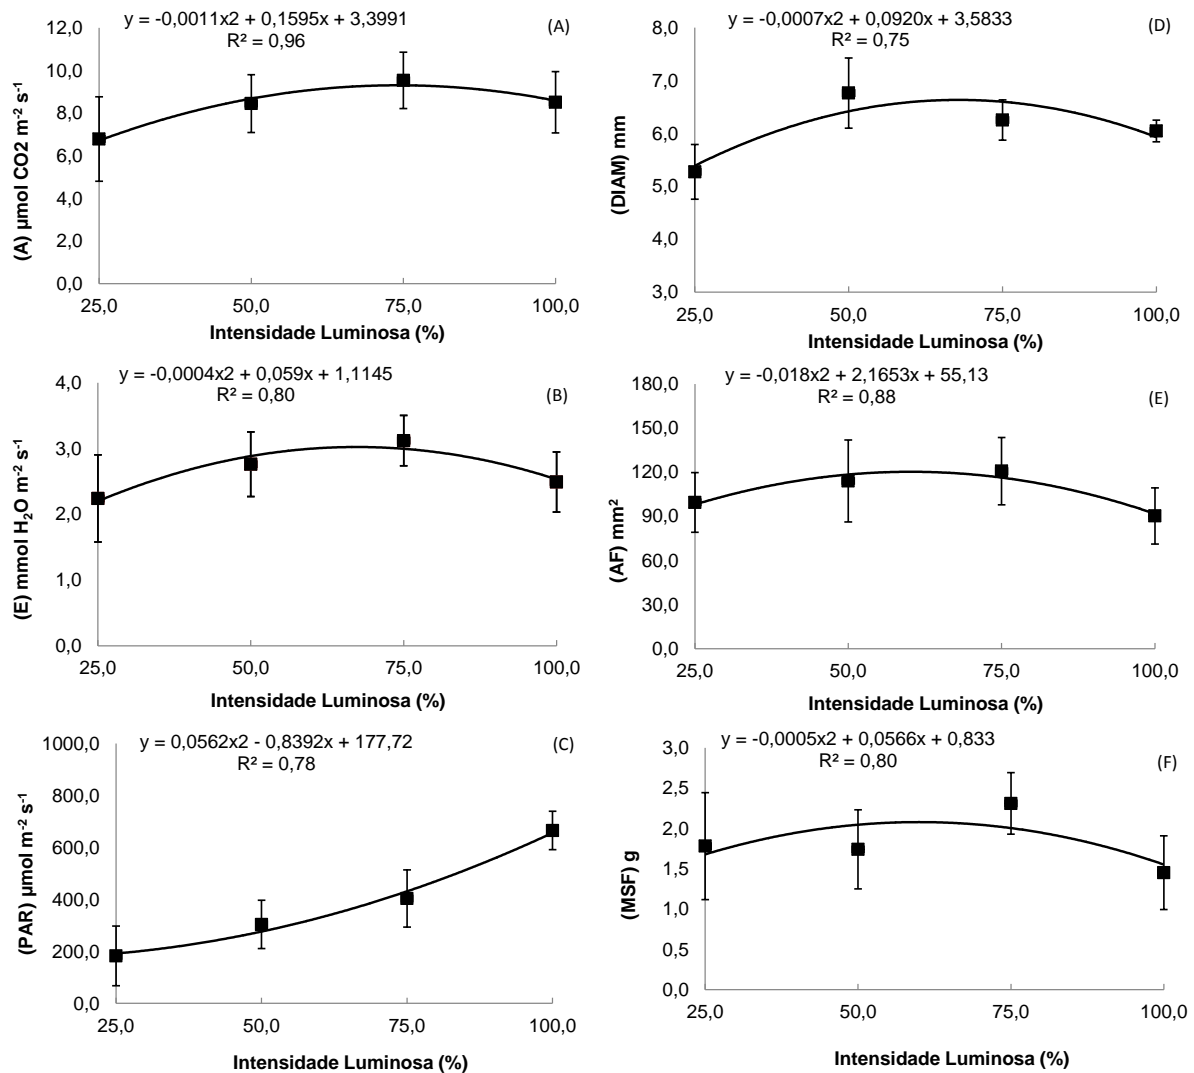 y = -0,0011x2 + 0,1595x + 3,3991
R² = 0,96
(A)
12,0
10,0
8,0
6,0
4,0
2,0
0,0
(A) µmol CO2 m⁻² s⁻¹
25,0 50,0 75,0 100,0
Intensidade Luminosa (%)
y = -0,0007x2 + 0,0920x + 3,5833
R² = 0,75
(D)
8,0
7,0
6,0
5,0
4,0
3,0
(DIAM) mm
25,0 50,0 75,0 100,0
Intensidade Luminosa (%)
y = -0,0004x2 + 0,059x + 1,1145
R² = 0,80
(B)
4,0
3,0
2,0
1,0
0,0
(E) mmol H₂O m⁻² s⁻¹
25,0 50,0 75,0 100,0
Intensidade Luminosa (%)
y = -0,018x2 + 2,1653x + 55,13
R² = 0,88
(E)
180,0
150,0
120,0
90,0
60,0
30,0
0,0
(AF) mm²
25,0 50,0 75,0 100,0
Intensidade Luminosa (%)
y = 0,0562x2 - 0,8392x + 177,72
R² = 0,78
(C)
1000,0
800,0
600,0
400,0
200,0
0,0
(PAR) µmol m⁻² s⁻¹
25,0 50,0 75,0 100,0
Intensidade Luminosa (%)
y = -0,0005x2 + 0,0566x + 0,833
R² = 0,80
(F)
3,0
2,5
2,0
1,5
1,0
0,5
0,0
(MSF) g
25,0 50,0 75,0 100,0
Intensidade Luminosa (%)